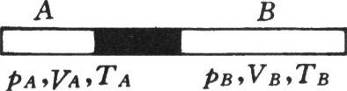 A B
p_A, V_A, T_A p_B, V_B, T_B